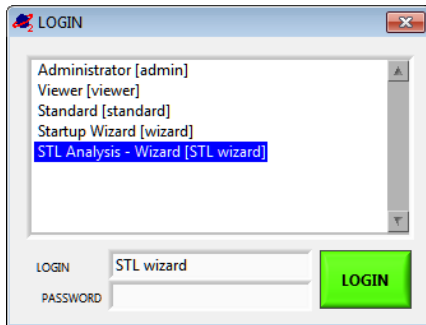 LOGIN
Administrator [admin]
Viewer [viewer]
Standard [standard]
Startup Wizard [wizard]
STL Analysis - Wizard [STL wizard]
LOGIN STL wizard
LOGIN
PASSWORD